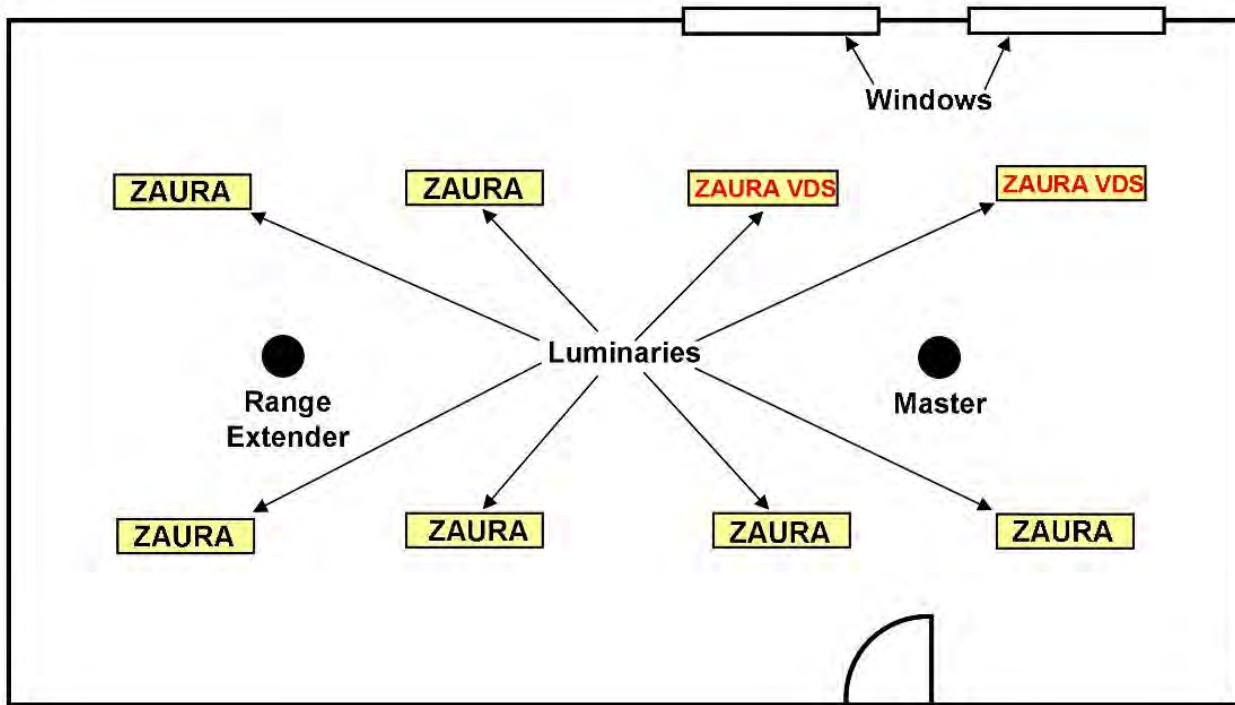 Windows
ZAURA
ZAURA
ZAURA VDS
ZAURA VDS
Luminaries
Range
Extender
Master
ZAURA
ZAURA
ZAURA
ZAURA